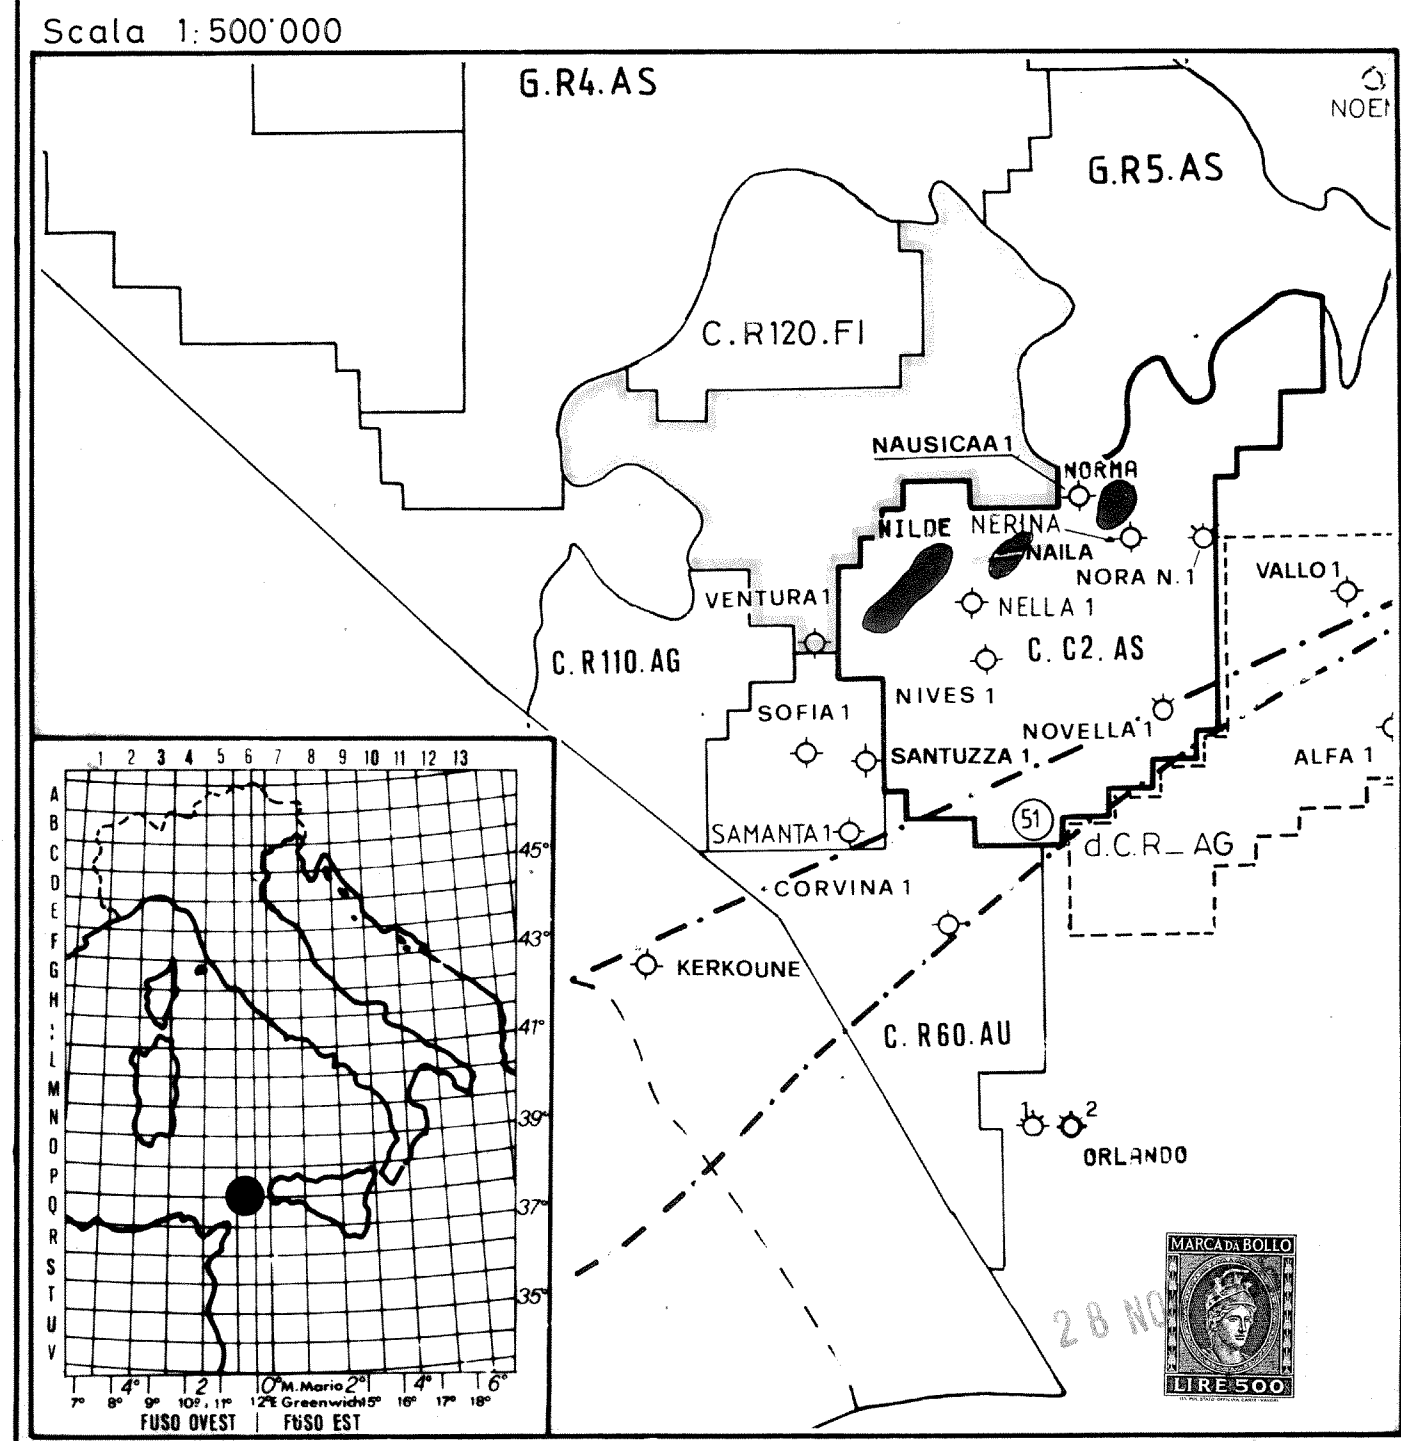 Scala 1:500'000
G.R4.AS
NOE
G.R5.AS
C.R120.FI
NAUSICAA 1
NORMA
NILDE
NERINA
NAILA
NORA N.1
VALLO 1
VENTURA 1
NELLA 1
C.R110.AG
C.C2.AS
NIVES 1
SOFIA 1
NOVELLA 1
SANTUZZA 1
ALFA 1
51
SAMANTA 1
d.C.R_AG
CORVINA 1
KERKOUNE
C.R60.AU
1 2
ORLANDO
1 2 3 4 5 6 7 8 9 10 11 12 13
A
B
C
D
E
F
G
H
I
L
M
N
O
P
Q
R
S
T
U
V
45°
43°
41°
39°
37°
35°
4° 2 0° M.Mario 2° 4° 6°
7° 8° 9° 10° 11° 12°E Greenwich 15° 16° 17° 18°
FUSO OVEST FUSO EST
28 NO
MARCA DA BOLLO
LIRE 500